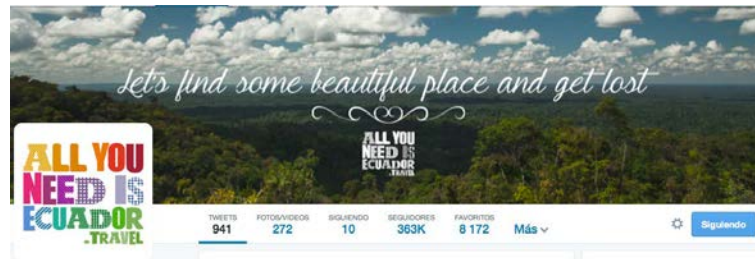 Let's find some beautiful place and get lost
ALL YOU
NEED IS
ECUADOR
.TRAVEL
ALL YOU
NEED IS
ECUADOR
.TRAVEL
TWEETS
941
FOTOS/VIDEOS
272
SIGUIENDO
10
SEGUIDORES
363K
FAVORITOS
8 172
Más
Siguiendo